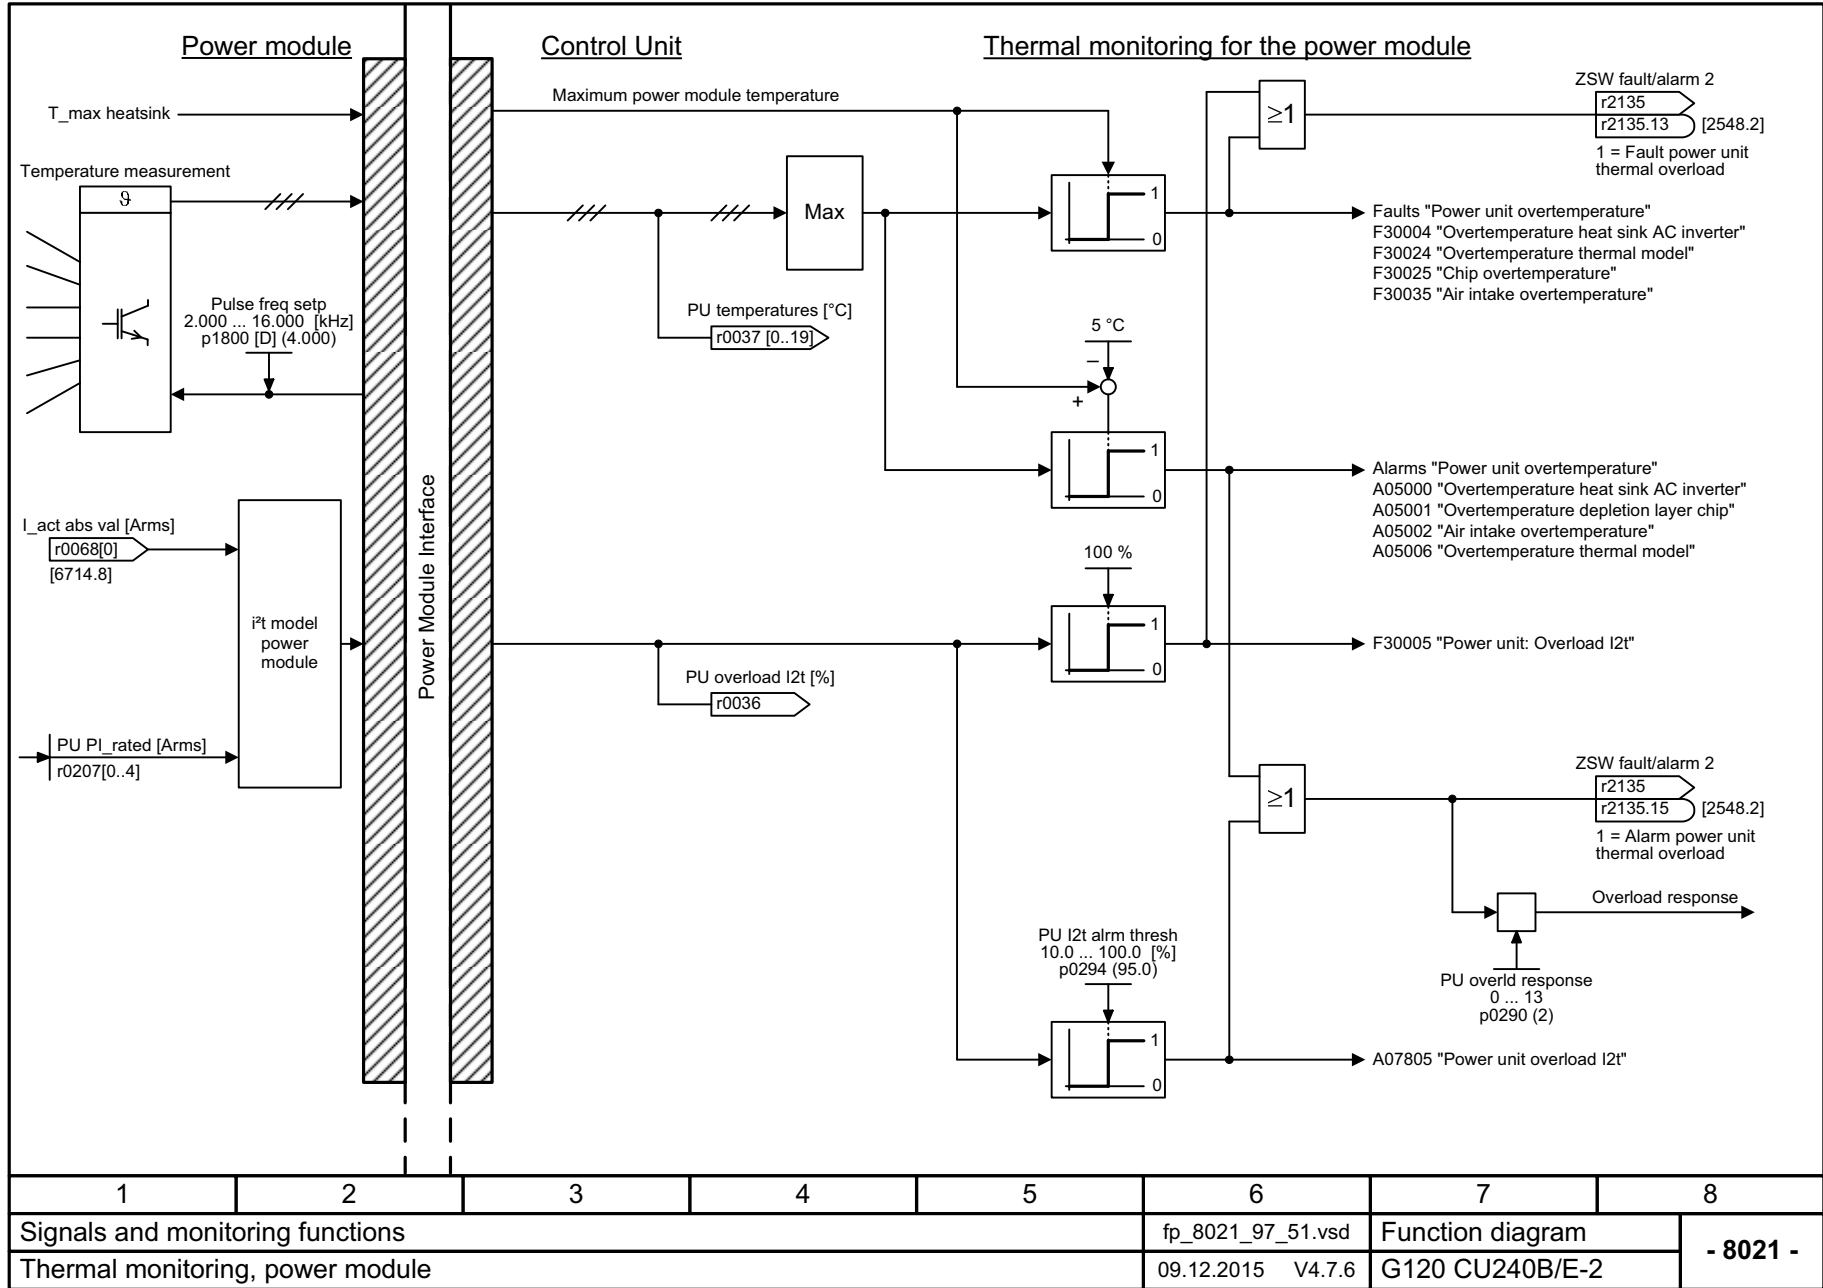 Power module
Control Unit
Thermal monitoring for the power module
T_max heatsink
Temperature measurement
ϑ
Pulse freq setp
2.000 ... 16.000 [kHz]
p1800 [D] (4.000)
I_act abs val [Arms]
r0068[0]
[6714.8]
i²t model
power
module
PU PI_rated [Arms]
r0207[0..4]
Power Module Interface
Maximum power module temperature
Max
PU temperatures [°C]
r0037 [0..19]
PU overload I2t [%]
r0036
1
0
5 °C
–
+
1
0
100 %
1
0
PU I2t alrm thresh
10.0 ... 100.0 [%]
p0294 (95.0)
1
0
≥1
ZSW fault/alarm 2
r2135
r2135.13
[2548.2]
1 = Fault power unit
thermal overload
Faults "Power unit overtemperature"
F30004 "Overtemperature heat sink AC inverter"
F30024 "Overtemperature thermal model"
F30025 "Chip overtemperature"
F30035 "Air intake overtemperature"
Alarms "Power unit overtemperature"
A05000 "Overtemperature heat sink AC inverter"
A05001 "Overtemperature depletion layer chip"
A05002 "Air intake overtemperature"
A05006 "Overtemperature thermal model"
F30005 "Power unit: Overload I2t"
≥1
ZSW fault/alarm 2
r2135
r2135.15
[2548.2]
1 = Alarm power unit
thermal overload
Overload response
PU overld response
0 ... 13
p0290 (2)
A07805 "Power unit overload I2t"
1 2 3 4 5 6 7 8
Signals and monitoring functions
fp_8021_97_51.vsd
Function diagram
- 8021 -
Thermal monitoring, power module
09.12.2015 V4.7.6
G120 CU240B/E-2